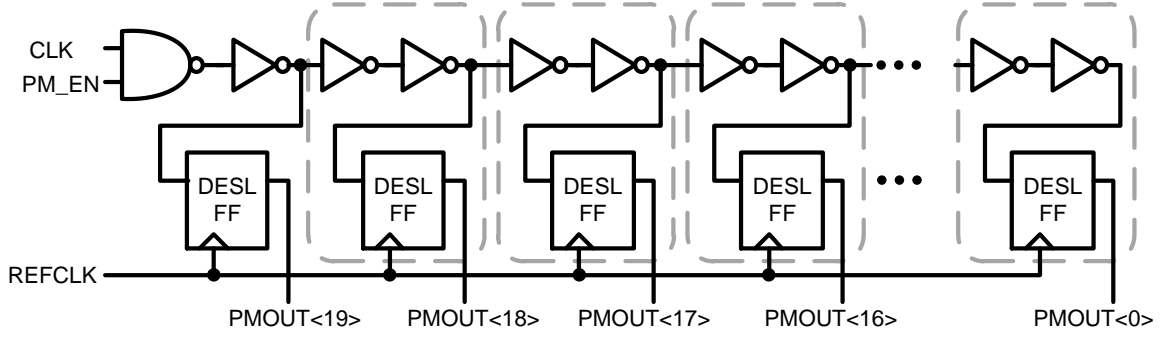 CLK
PM_EN
DESL
FF
DESL
FF
DESL
FF
DESL
FF
DESL
FF
REFCLK
PMOUT<19>
PMOUT<18>
PMOUT<17>
PMOUT<16>
PMOUT<0>